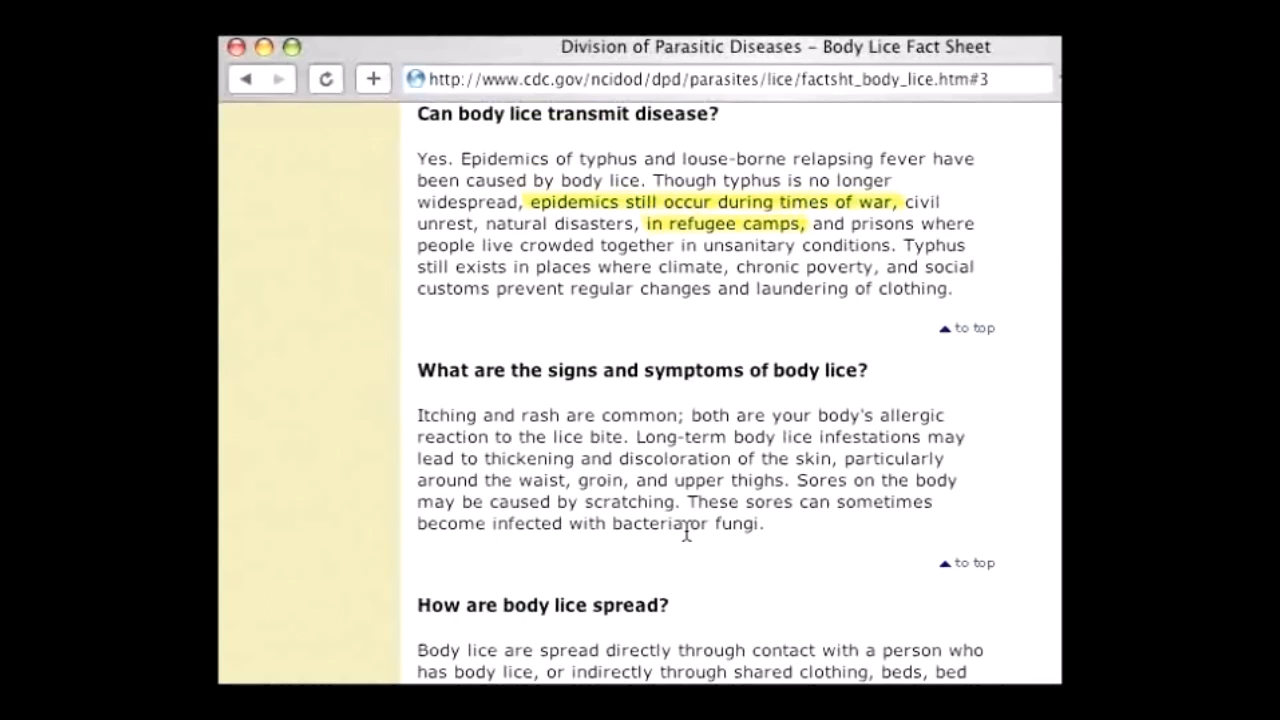 Division of Parasitic Diseases – Body Lice Fact Sheet
http://www.cdc.gov/ncidod/dpd/parasites/lice/factsht_body_lice.htm#3
Can body lice transmit disease?
Yes. Epidemics of typhus and louse-borne relapsing fever have
been caused by body lice. Though typhus is no longer
widespread, epidemics still occur during times of war, civil
unrest, natural disasters, in refugee camps, and prisons where
people live crowded together in unsanitary conditions. Typhus
still exists in places where climate, chronic poverty, and social
customs prevent regular changes and laundering of clothing.
to top
What are the signs and symptoms of body lice?
Itching and rash are common; both are your body's allergic
reaction to the lice bite. Long-term body lice infestations may
lead to thickening and discoloration of the skin, particularly
around the waist, groin, and upper thighs. Sores on the body
may be caused by scratching. These sores can sometimes
become infected with bacteria or fungi.
to top
How are body lice spread?
Body lice are spread directly through contact with a person who
has body lice, or indirectly through shared clothing, beds, bed